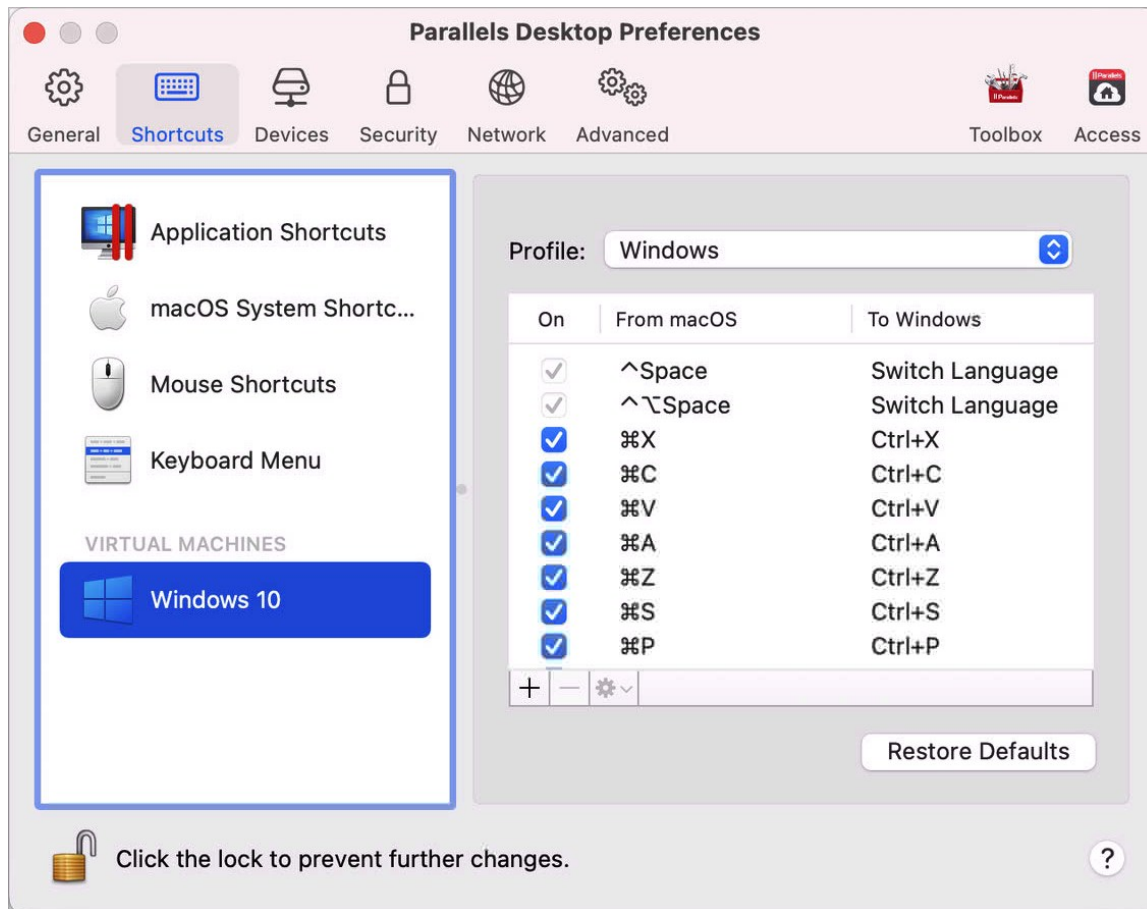 Parallels Desktop Preferences
General Shortcuts Devices Security Network Advanced Toolbox Access
Application Shortcuts
macOS System Shortc...
Mouse Shortcuts
Keyboard Menu
VIRTUAL MACHINES
Windows 10
Profile: Windows
On From macOS To Windows
^Space Switch Language
^⌥Space Switch Language
⌘X Ctrl+X
⌘C Ctrl+C
⌘V Ctrl+V
⌘A Ctrl+A
⌘Z Ctrl+Z
⌘S Ctrl+S
⌘P Ctrl+P
Restore Defaults
Click the lock to prevent further changes.
?